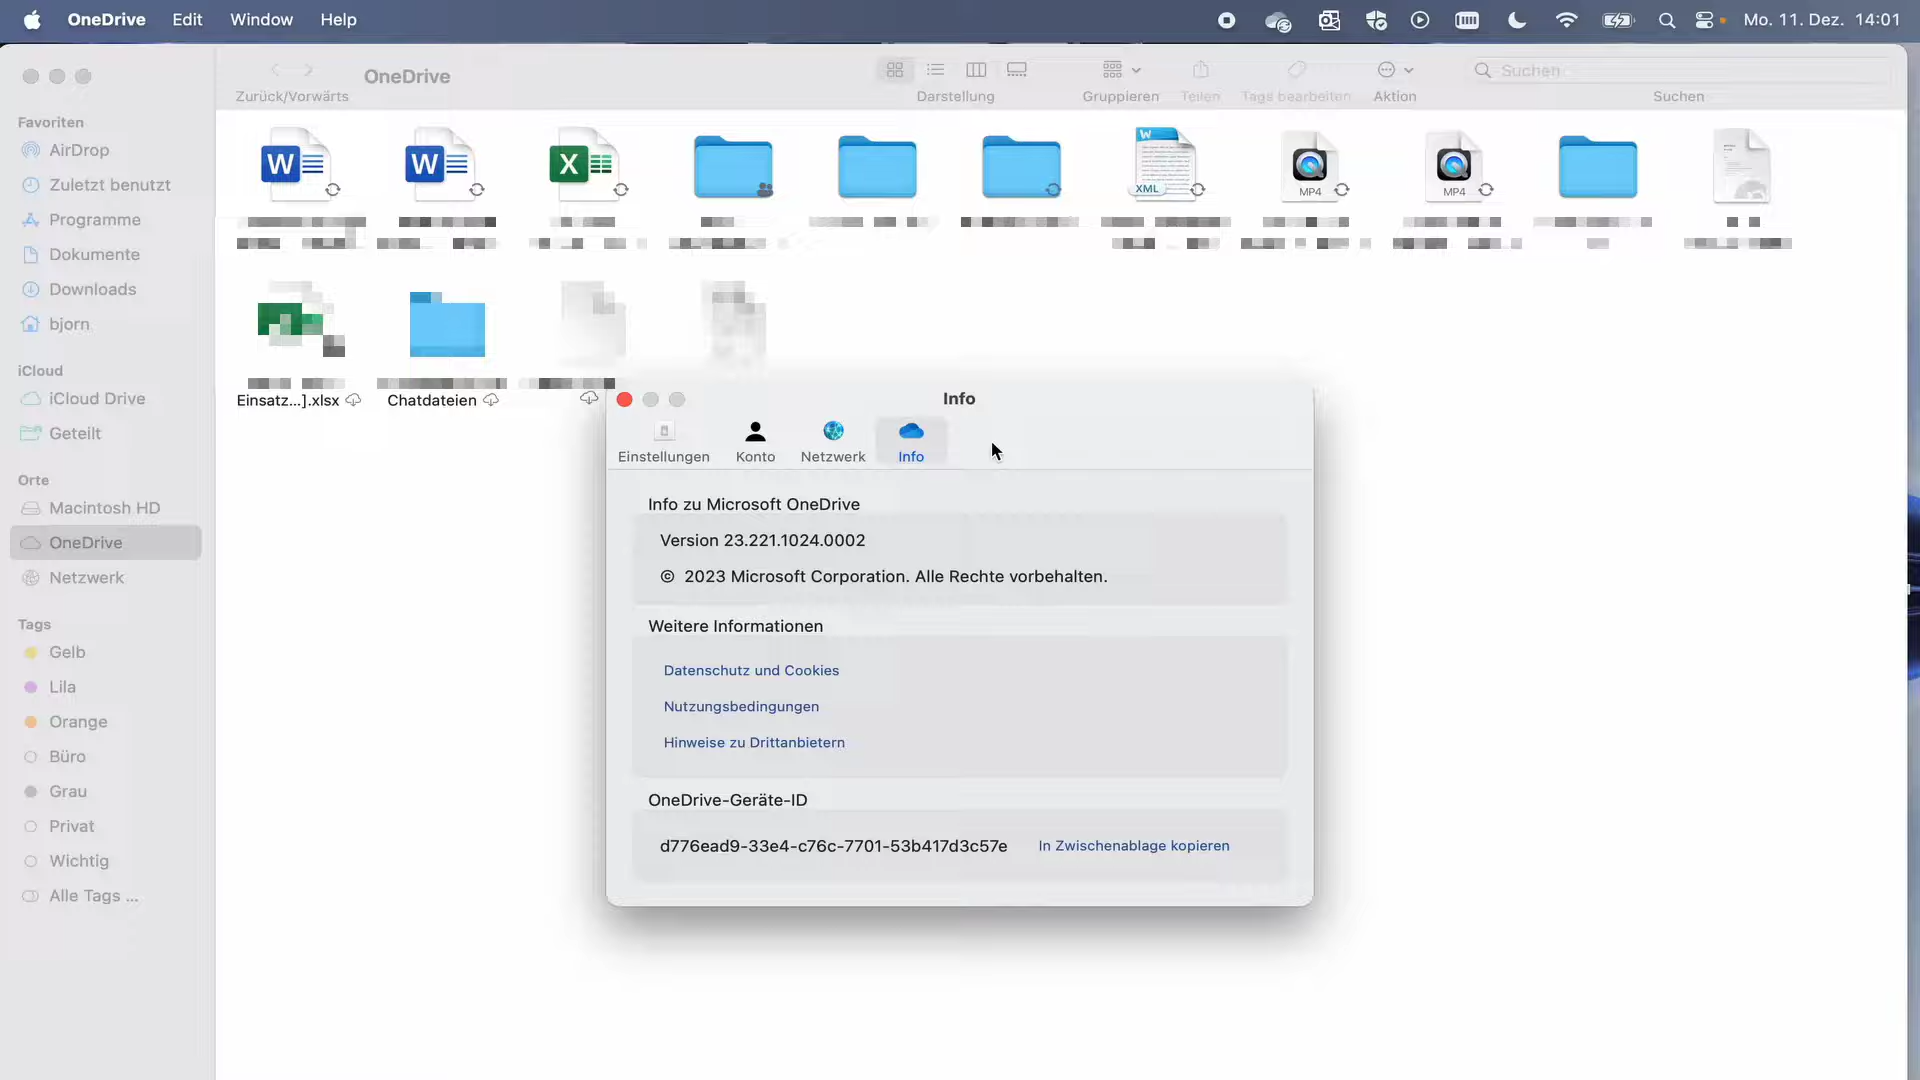 OneDrive Edit Window Help Mo. 11. Dez. 14:01
OneDrive Suchen
Zurück/Vorwärts Darstellung Gruppieren Teilen Tags bearbeiten Aktion Suchen
Favoriten
AirDrop
Zuletzt benutzt
Programme
Dokumente
Downloads
bjorn
iCloud
iCloud Drive
Geteilt
Orte
Macintosh HD
OneDrive
Netzwerk
Tags
Gelb
Lila
Orange
Büro
Grau
Privat
Wichtig
Alle Tags ...
W W X W
XML MP4 MP4
Einsatz...].xlsx Chatdateien
Info
Einstellungen Konto Netzwerk Info
Info zu Microsoft OneDrive
Version 23.221.1024.0002
© 2023 Microsoft Corporation. Alle Rechte vorbehalten.
Weitere Informationen
Datenschutz und Cookies
Nutzungsbedingungen
Hinweise zu Drittanbietern
OneDrive-Geräte-ID
d776ead9-33e4-c76c-7701-53b417d3c57e In Zwischenablage kopieren